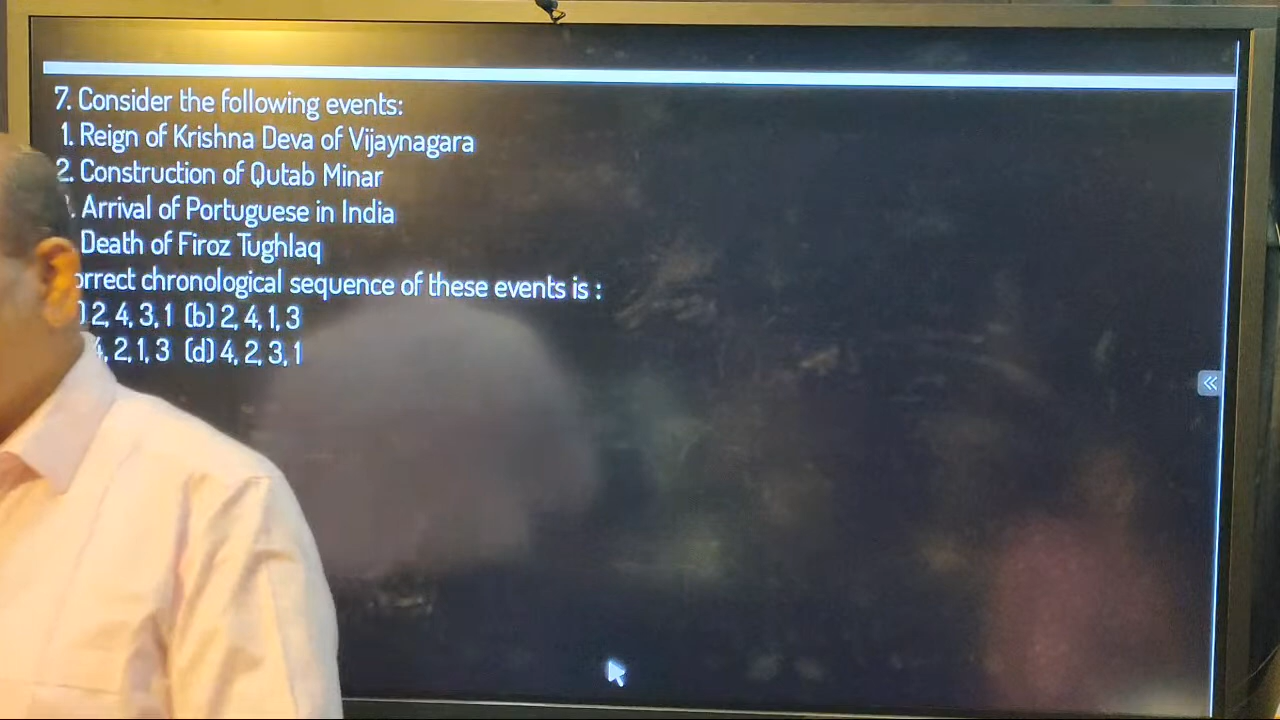 7. Consider the following events:
1. Reign of Krishna Deva of Vijaynagara
2. Construction of Qutab Minar
. Arrival of Portuguese in India
Death of Firoz Tughlaq
orrect chronological sequence of these events is :
) 2, 4, 3, 1 (b) 2, 4, 1, 3
4, 2, 1, 3 (d) 4, 2, 3, 1